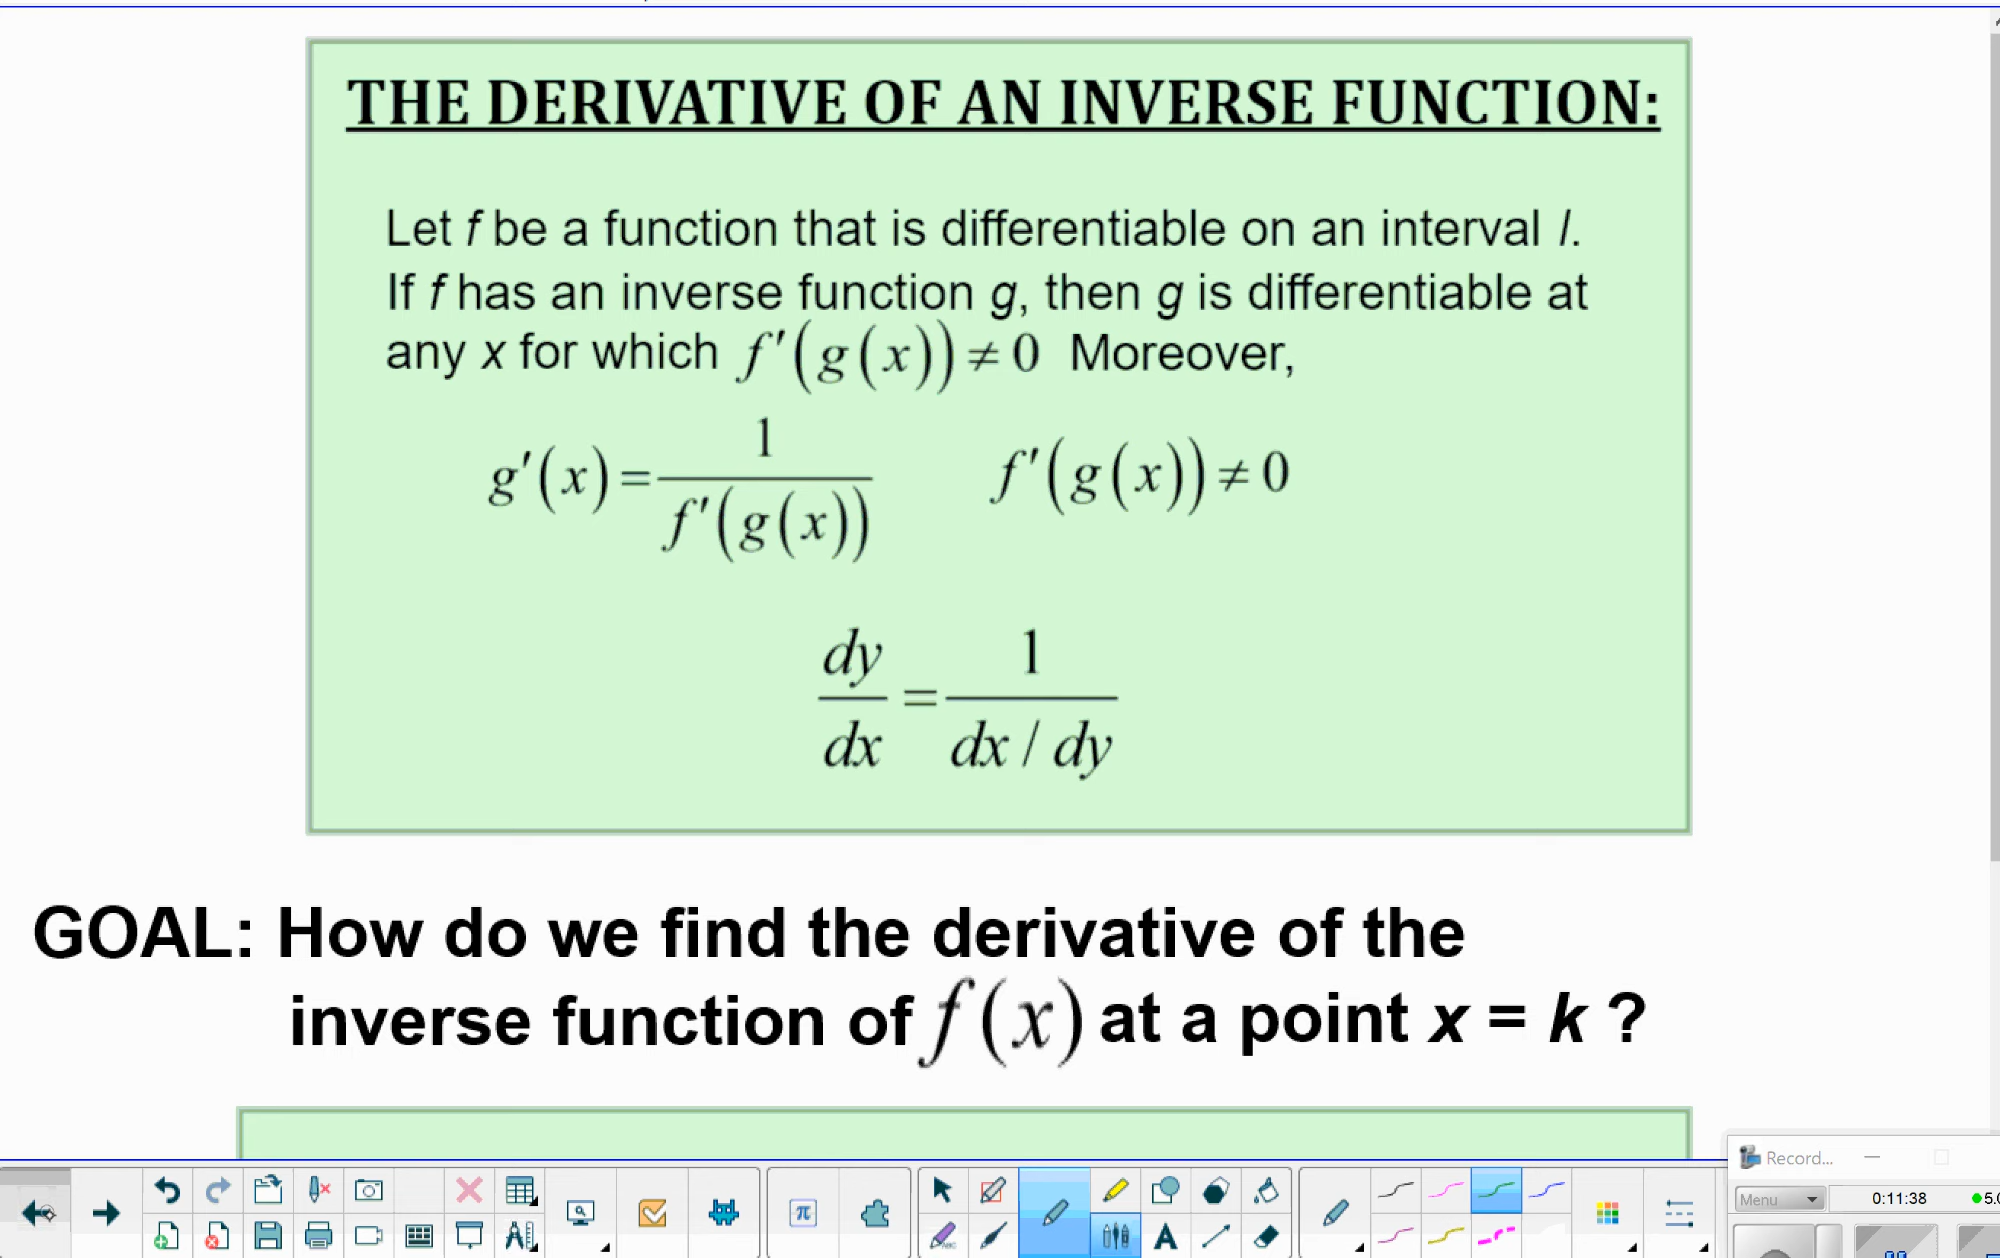 THE DERIVATIVE OF AN INVERSE FUNCTION:
Let f be a function that is differentiable on an interval I.
If f has an inverse function g, then g is differentiable at
any x for which f′(g(x)) ≠ 0 Moreover,
g′(x) = 1 / f′(g(x))    f′(g(x)) ≠ 0
dy/dx = 1 / (dx / dy)
GOAL: How do we find the derivative of the
inverse function of f(x) at a point x = k ?
Record...
Menu 0:11:38
π
A